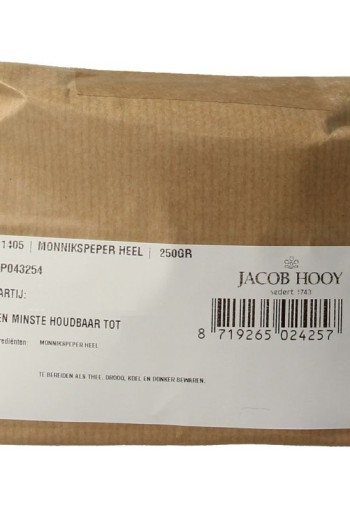 1405 | MONNIKSPEPER HEEL | 250GR
P043254
ARTIJ:
EN MINSTE HOUDBAAR TOT
rediënten: MONNIKSPEPER HEEL
TE BEREIDEN ALS THEE. DROOG, KOEL EN DONKER BEWAREN.
JACOB HOOY
sedert 1743
8 719265 024257